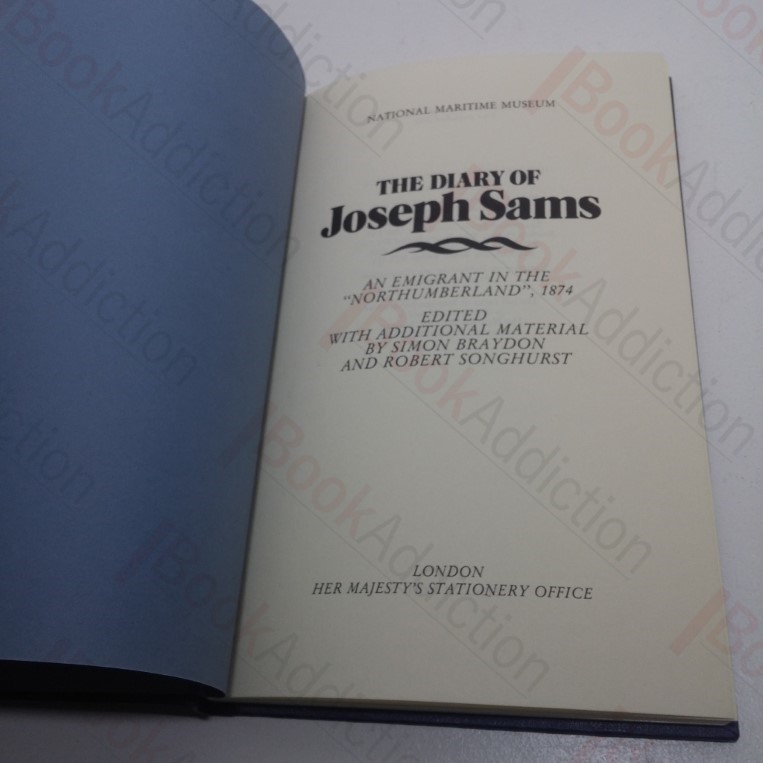 NATIONAL MARITIME MUSEUM
THE DIARY OF
Joseph Sams
AN EMIGRANT IN THE
"NORTHUMBERLAND", 1874
EDITED
WITH ADDITIONAL MATERIAL
BY SIMON BRAYDON
AND ROBERT SONGHURST
LONDON
HER MAJESTY'S STATIONERY OFFICE
BookAddiction